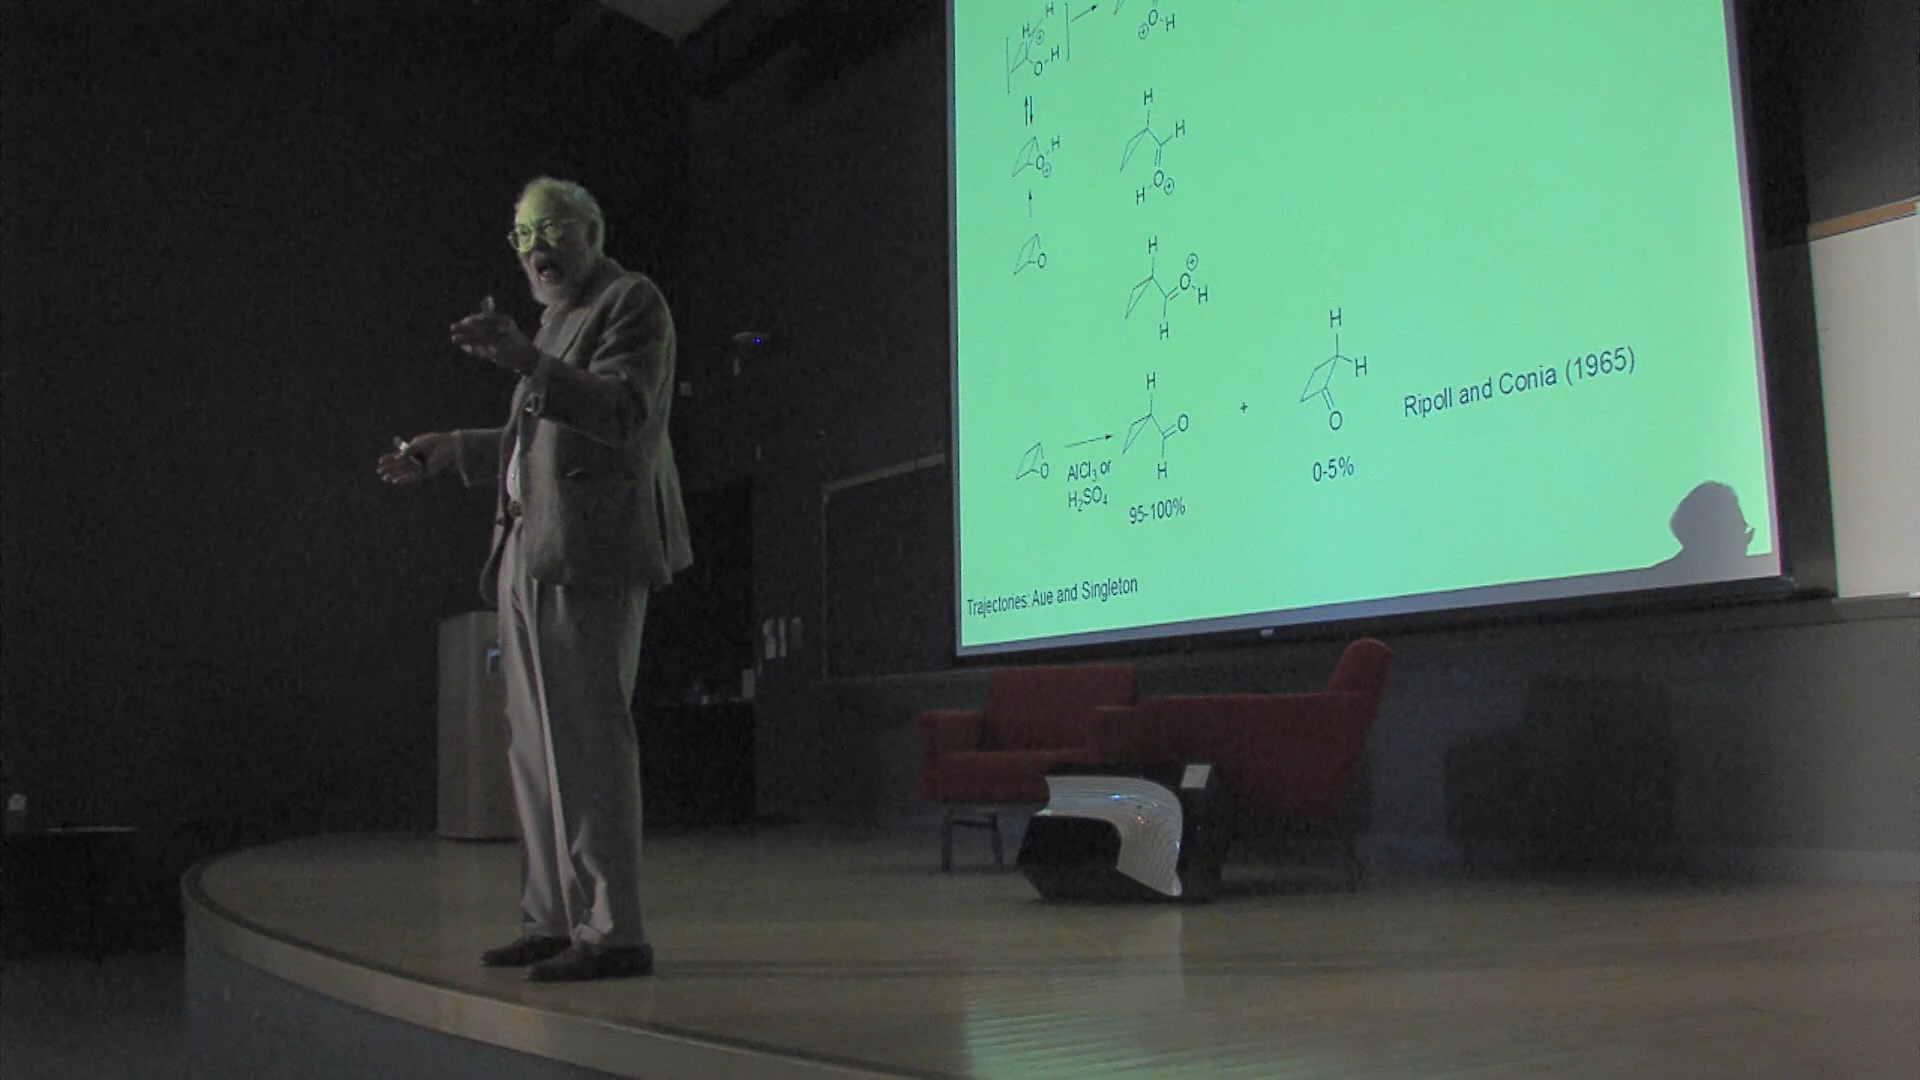 H
H
⊕
O-H
O
⊕
H
H
H
O
H
⊕
H
O
⊕
O
H
⊕
O
H
H
H
H
H
O
H
+
H
O
Ripoll and Conia (1965)
O
AlCl₃ or
H₂SO₄
95-100%
0-5%
Trajectories: Aue and Singleton